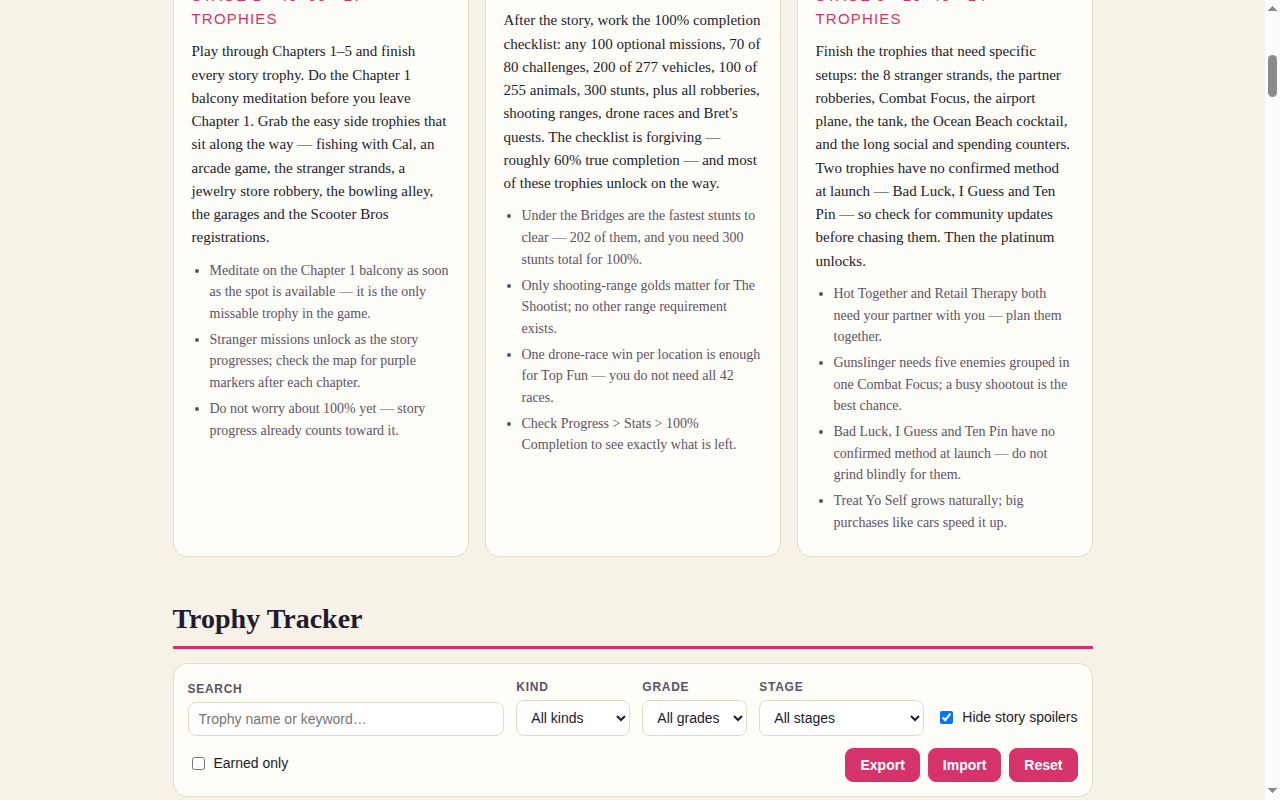 TROPHIES
Play through Chapters 1–5 and finish
every story trophy. Do the Chapter 1
balcony meditation before you leave
Chapter 1. Grab the easy side trophies that
sit along the way — fishing with Cal, an
arcade game, the stranger strands, a
jewelry store robbery, the bowling alley,
the garages and the Scooter Bros
registrations.
Meditate on the Chapter 1 balcony as soon
as the spot is available — it is the only
missable trophy in the game.
Stranger missions unlock as the story
progresses; check the map for purple
markers after each chapter.
Do not worry about 100% yet — story
progress already counts toward it.
After the story, work the 100% completion
checklist: any 100 optional missions, 70 of
80 challenges, 200 of 277 vehicles, 100 of
255 animals, 300 stunts, plus all robberies,
shooting ranges, drone races and Bret's
quests. The checklist is forgiving —
roughly 60% true completion — and most
of these trophies unlock on the way.
Under the Bridges are the fastest stunts to
clear — 202 of them, and you need 300
stunts total for 100%.
Only shooting-range golds matter for The
Shootist; no other range requirement
exists.
One drone-race win per location is enough
for Top Fun — you do not need all 42
races.
Check Progress > Stats > 100%
Completion to see exactly what is left.
TROPHIES
Finish the trophies that need specific
setups: the 8 stranger strands, the partner
robberies, Combat Focus, the airport
plane, the tank, the Ocean Beach cocktail,
and the long social and spending counters.
Two trophies have no confirmed method
at launch — Bad Luck, I Guess and Ten
Pin — so check for community updates
before chasing them. Then the platinum
unlocks.
Hot Together and Retail Therapy both
need your partner with you — plan them
together.
Gunslinger needs five enemies grouped in
one Combat Focus; a busy shootout is the
best chance.
Bad Luck, I Guess and Ten Pin have no
confirmed method at launch — do not
grind blindly for them.
Treat Yo Self grows naturally; big
purchases like cars speed it up.
Trophy Tracker
SEARCH
KIND
GRADE
STAGE
Trophy name or keyword…
All kinds
All grades
All stages
Hide story spoilers
Earned only
Export
Import
Reset